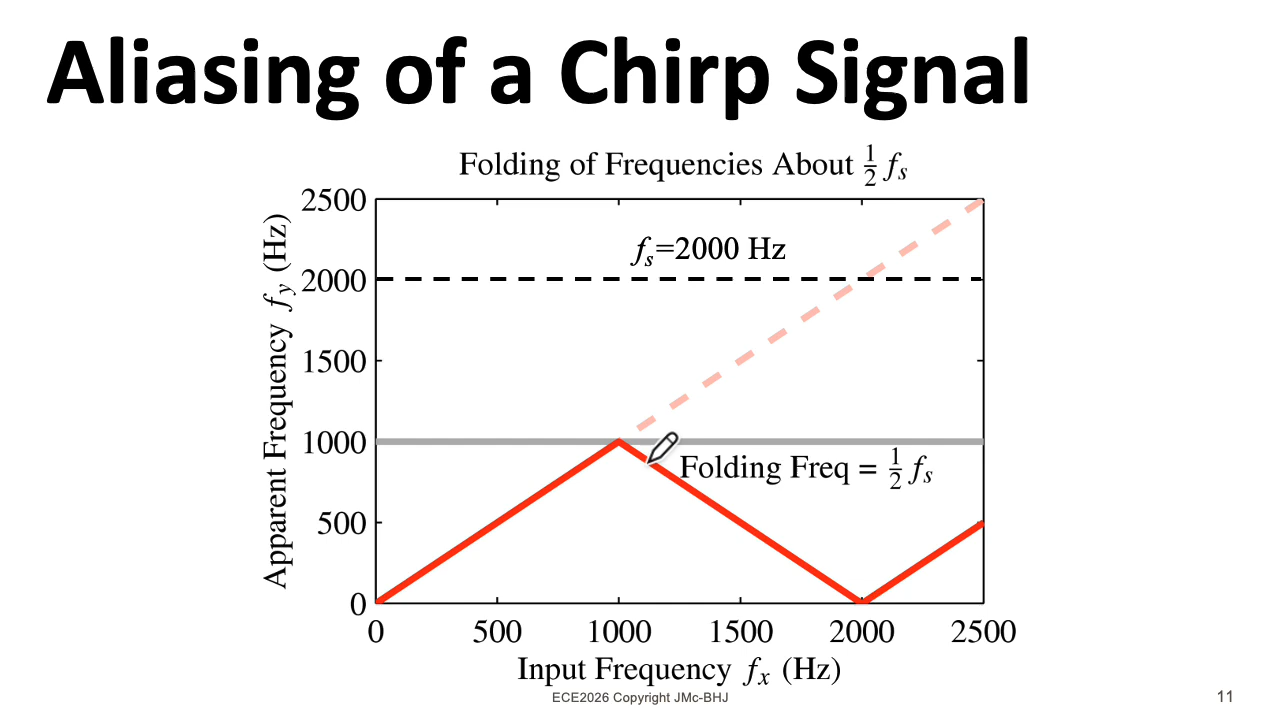 Aliasing of a Chirp Signal
Folding of Frequencies About ½ fₛ
2500
fₛ=2000 Hz
2000
1500
1000
Folding Freq = ½ fₛ
500
0
Apparent Frequency f_y (Hz)
0 500 1000 1500 2000 2500
Input Frequency fₓ (Hz)
ECE2026 Copyright JMc-BHJ
11